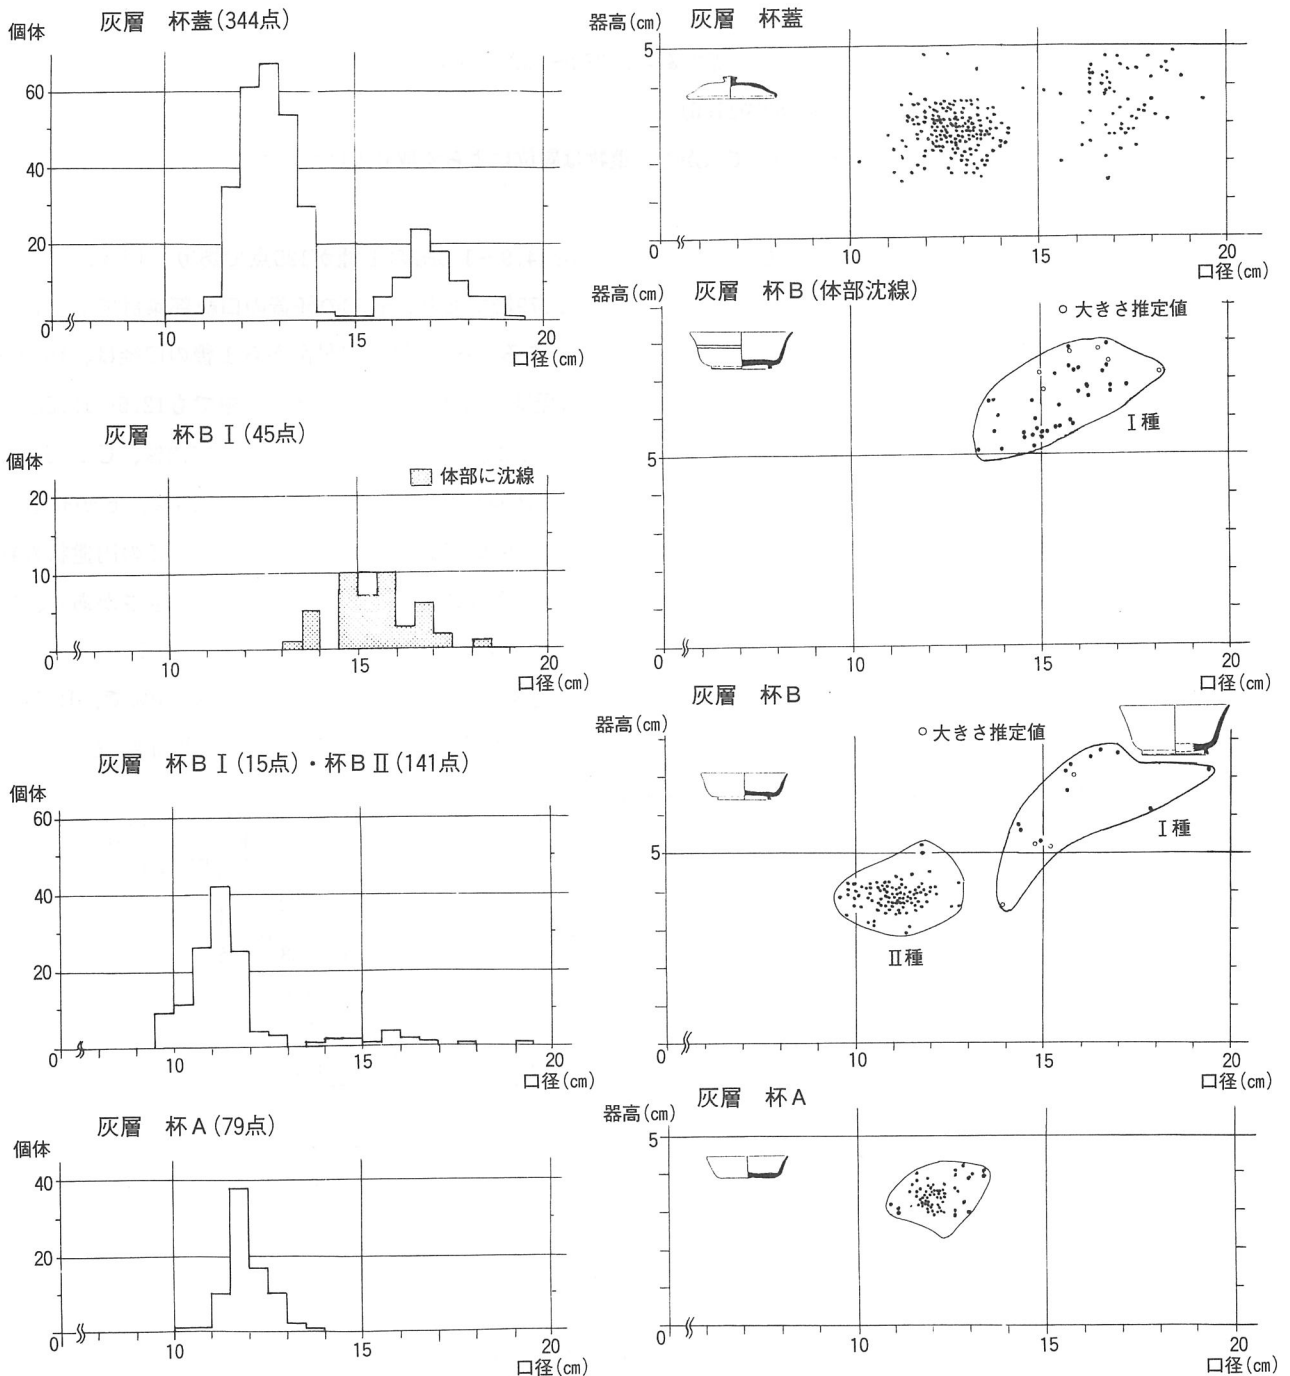 灰層 杯蓋(344点)
個体
60
40
20
0 10 15 20
口径(cm)
灰層 杯BⅠ(45点)
個体
体部に沈線
20
10
0 10 15 20
口径(cm)
灰層 杯BⅠ(15点)・杯BⅡ(141点)
個体
60
40
20
0 10 15 20
口径(cm)
灰層 杯A(79点)
個体
40
20
0 10 15 20
口径(cm)
器高(cm) 灰層 杯蓋
5
0 10 15 20
口径(cm)
器高(cm) 灰層 杯B(体部沈線)
○大きさ推定値
Ⅰ種
5
0 10 15 20
口径(cm)
灰層 杯B
器高(cm)
○大きさ推定値
Ⅰ種
5
Ⅱ種
0 10 15 20
口径(cm)
器高(cm) 灰層 杯A
5
0 10 15 20
口径(cm)